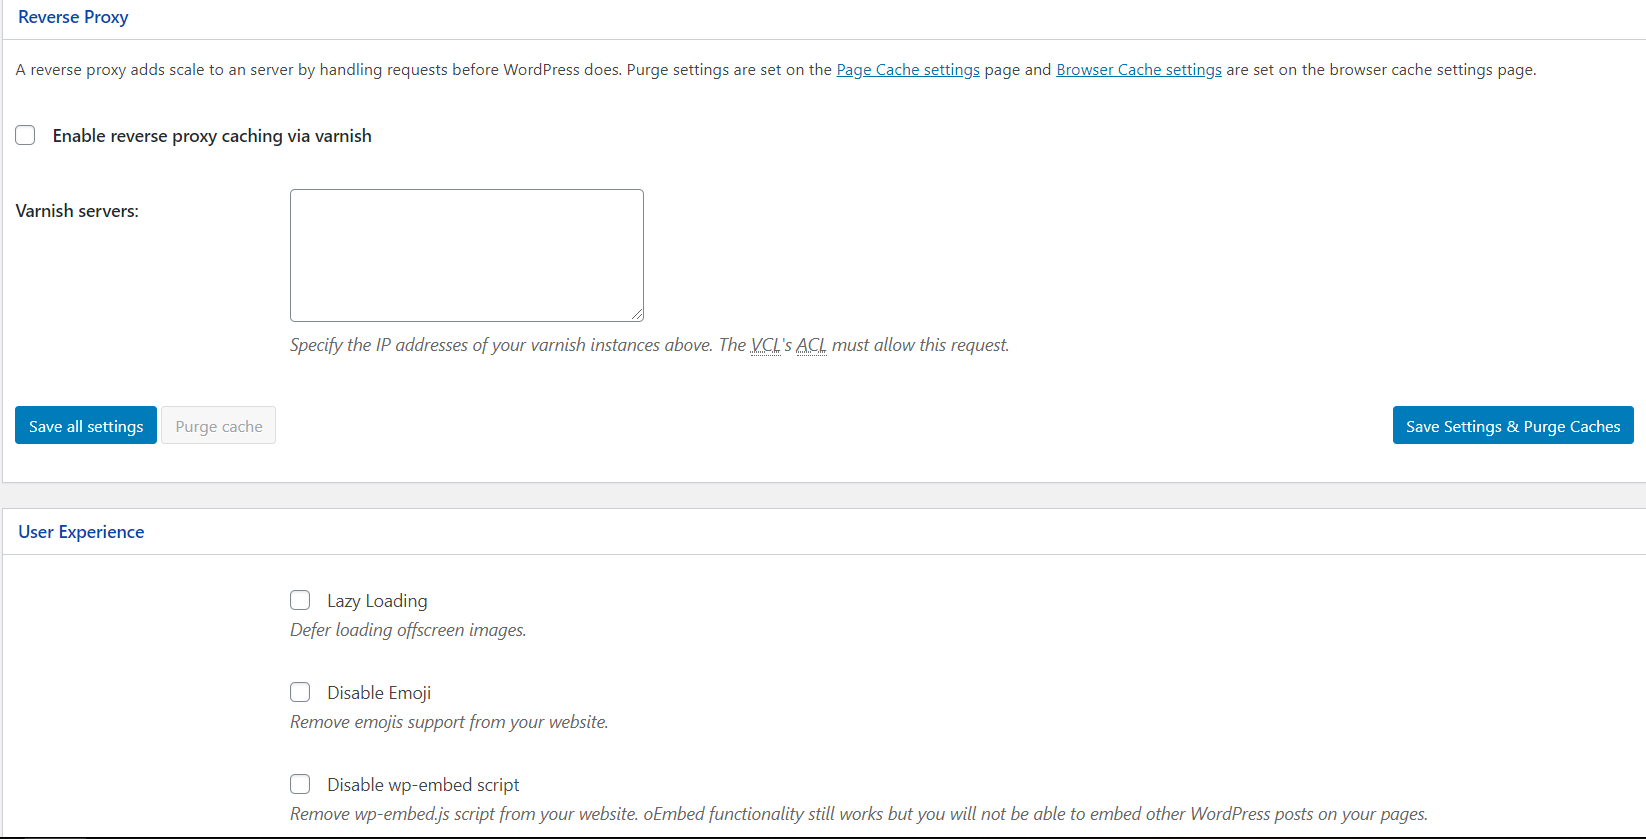 Reverse Proxy
A reverse proxy adds scale to an server by handling requests before WordPress does. Purge settings are set on the Page Cache settings page and Browser Cache settings are set on the browser cache settings page.
Enable reverse proxy caching via varnish
Varnish servers:
Specify the IP addresses of your varnish instances above. The VCL's ACL must allow this request.
Save all settings Purge cache Save Settings & Purge Caches
User Experience
Lazy Loading
Defer loading offscreen images.
Disable Emoji
Remove emojis support from your website.
Disable wp-embed script
Remove wp-embed.js script from your website. oEmbed functionality still works but you will not be able to embed other WordPress posts on your pages.